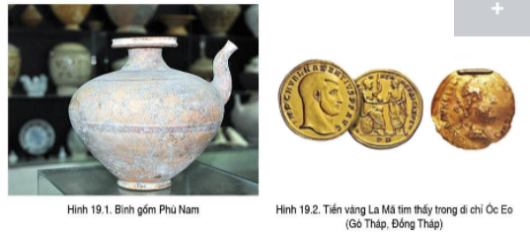 Hình 19.1. Bình gốm Phù Nam
Hình 19.2. Tiền vàng La Mã tìm thấy trong di chỉ Óc Eo
(Gò Tháp, Đồng Tháp)